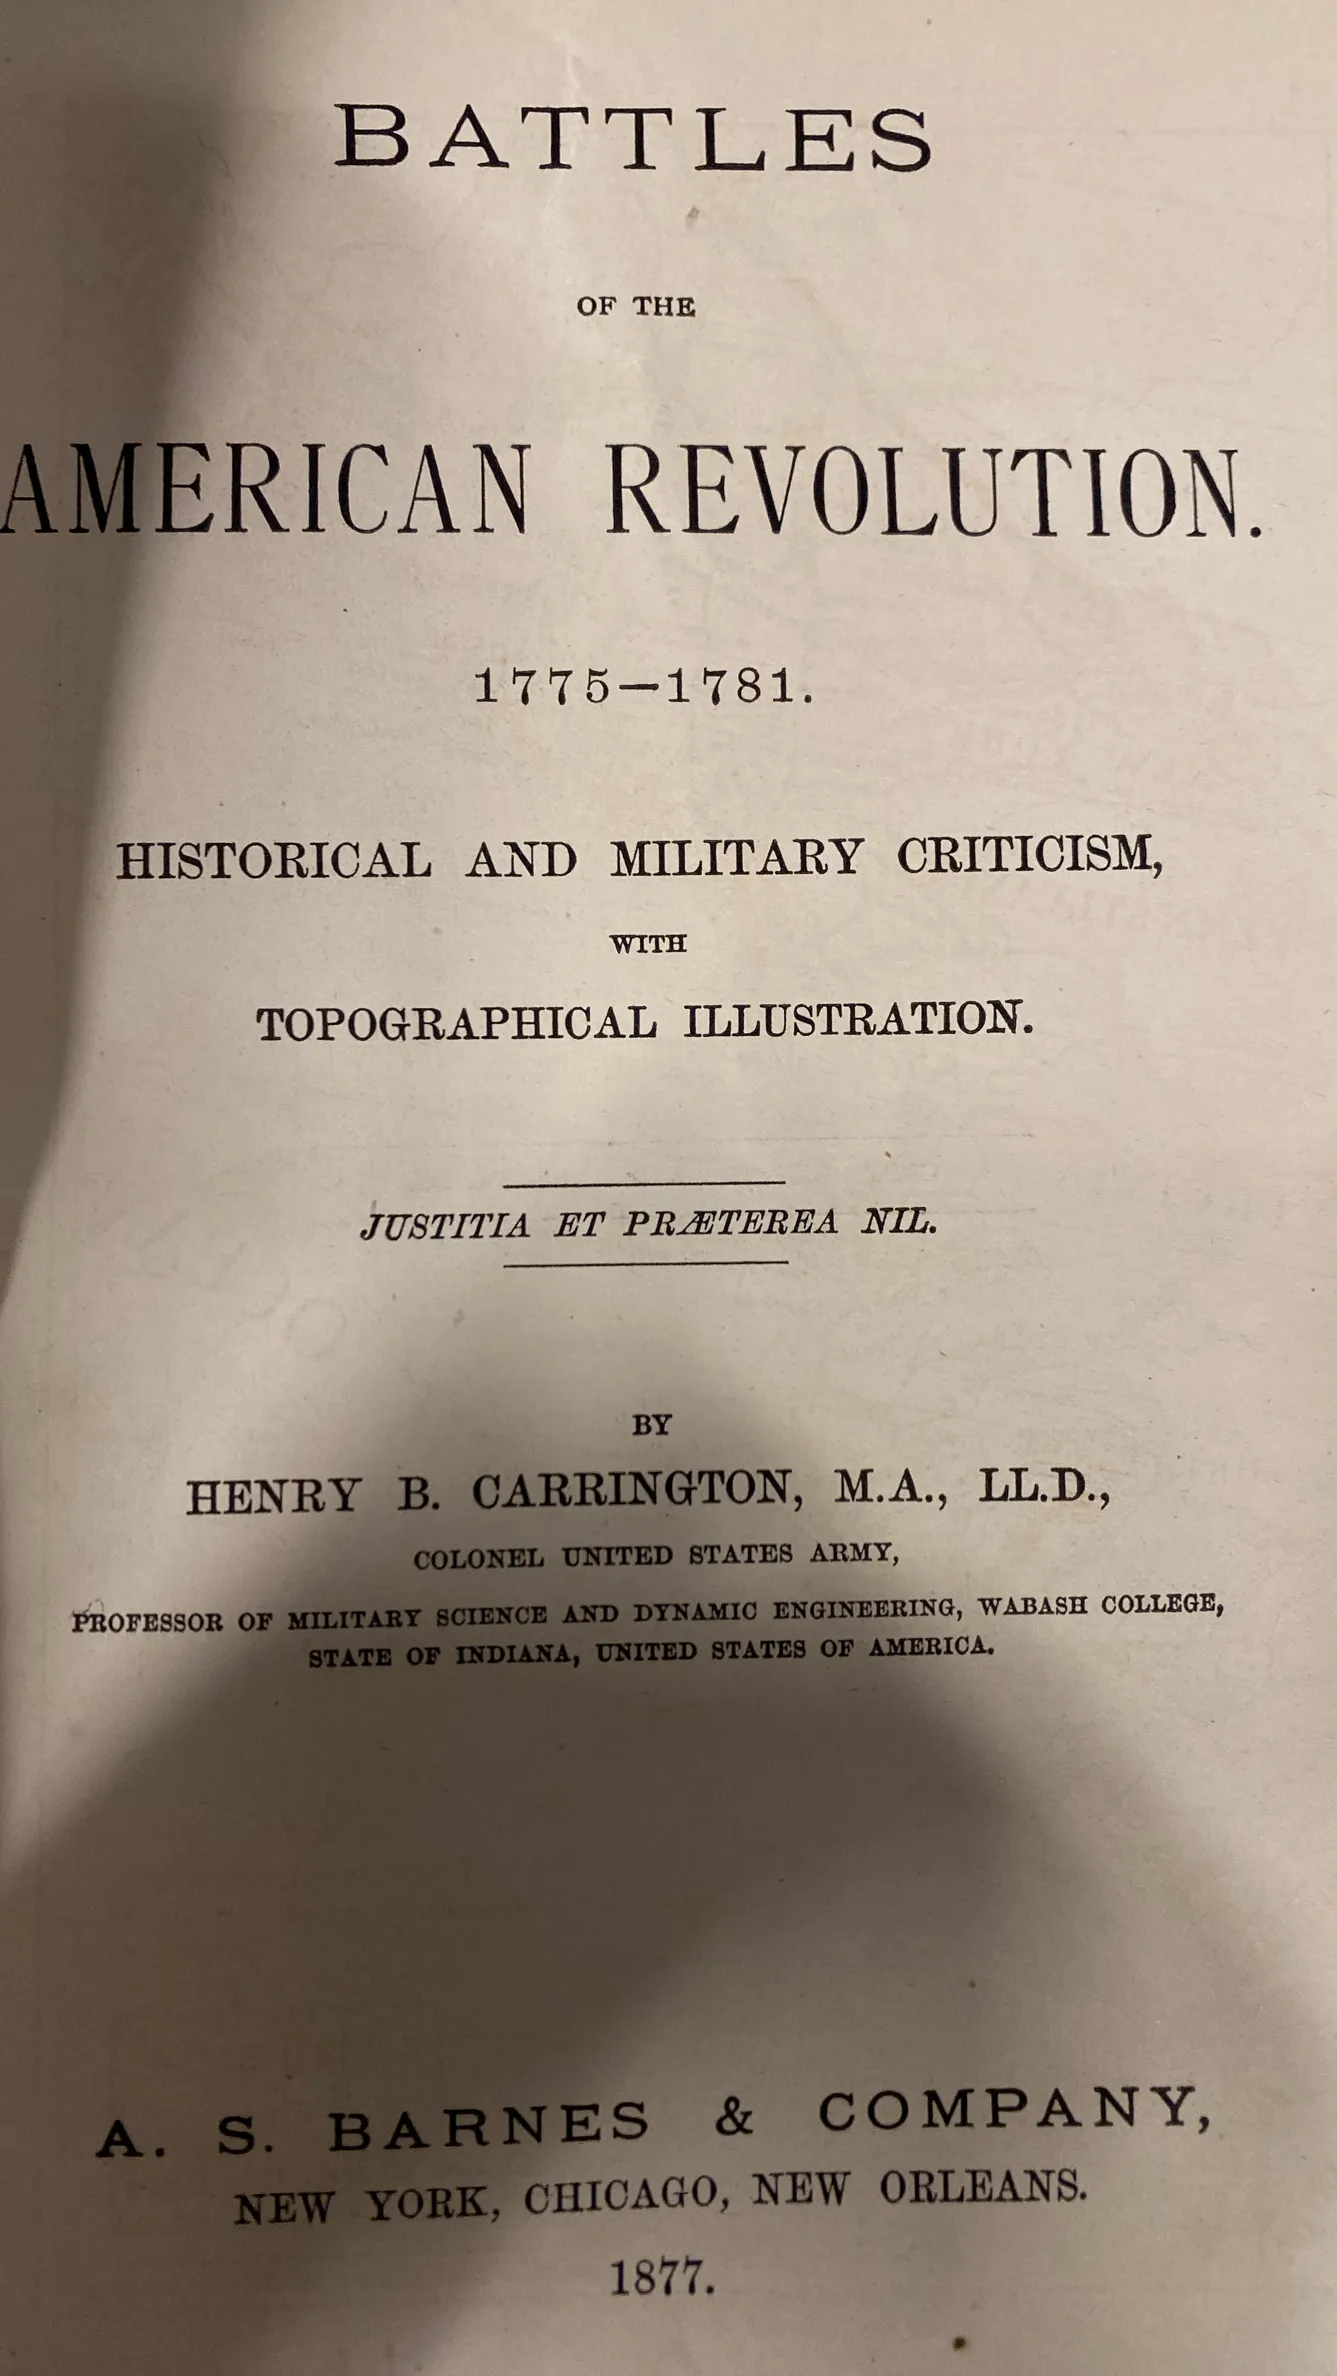 BATTLES
OF THE
AMERICAN REVOLUTION.
1775—1781.
HISTORICAL AND MILITARY CRITICISM,
WITH
TOPOGRAPHICAL ILLUSTRATION.
JUSTITIA ET PRÆTEREA NIL.
BY
HENRY B. CARRINGTON, M.A., LL.D.,
COLONEL UNITED STATES ARMY,
PROFESSOR OF MILITARY SCIENCE AND DYNAMIC ENGINEERING, WABASH COLLEGE,
STATE OF INDIANA, UNITED STATES OF AMERICA.
A. S. BARNES & COMPANY,
NEW YORK, CHICAGO, NEW ORLEANS.
1877.